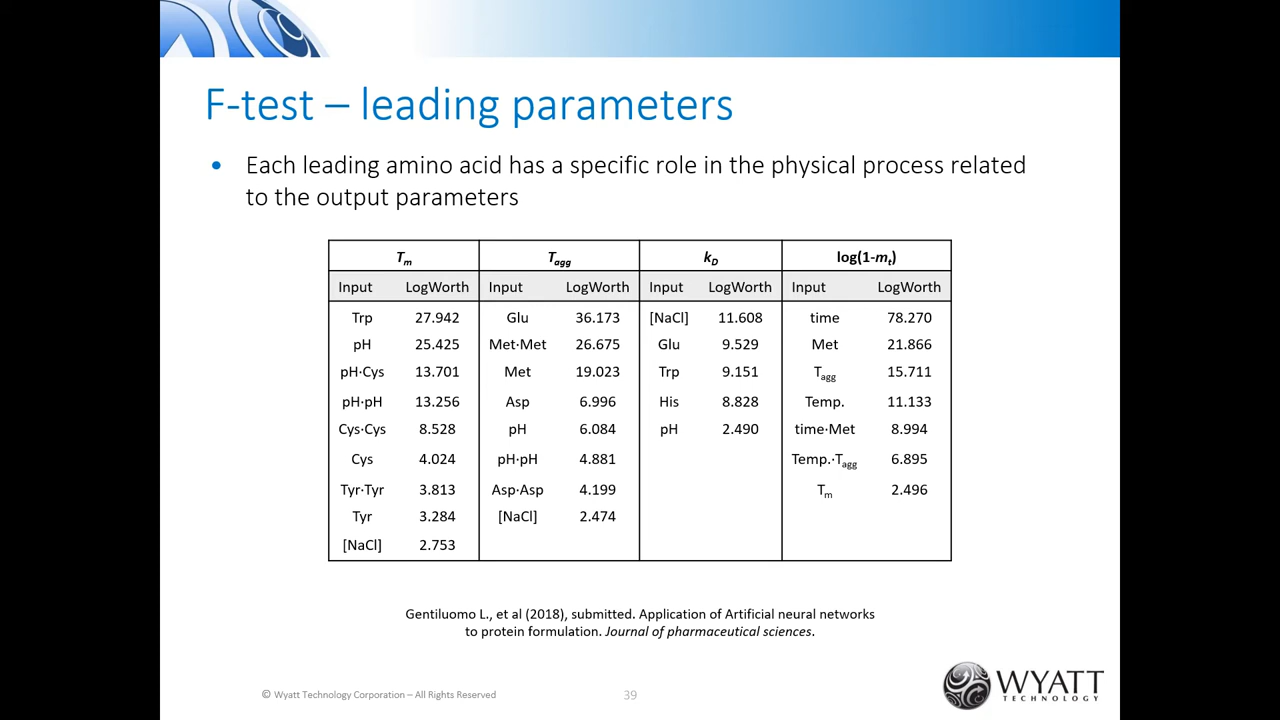 F-test – leading parameters
• Each leading amino acid has a specific role in the physical process related
to the output parameters
Tm Tagg kD log(1-mt)
Input LogWorth Input LogWorth Input LogWorth Input LogWorth
Trp 27.942 Glu 36.173 [NaCl] 11.608 time 78.270
pH 25.425 Met·Met 26.675 Glu 9.529 Met 21.866
pH·Cys 13.701 Met 19.023 Trp 9.151 Tagg 15.711
pH·pH 13.256 Asp 6.996 His 8.828 Temp. 11.133
Cys·Cys 8.528 pH 6.084 pH 2.490 time·Met 8.994
Cys 4.024 pH·pH 4.881 Temp.·Tagg 6.895
Tyr·Tyr 3.813 Asp·Asp 4.199 Tm 2.496
Tyr 3.284 [NaCl] 2.474
[NaCl] 2.753
Gentiluomo L., et al (2018), submitted. Application of Artificial neural networks
to protein formulation. Journal of pharmaceutical sciences.
© Wyatt Technology Corporation – All Rights Reserved 39
WYATT
TECHNOLOGY